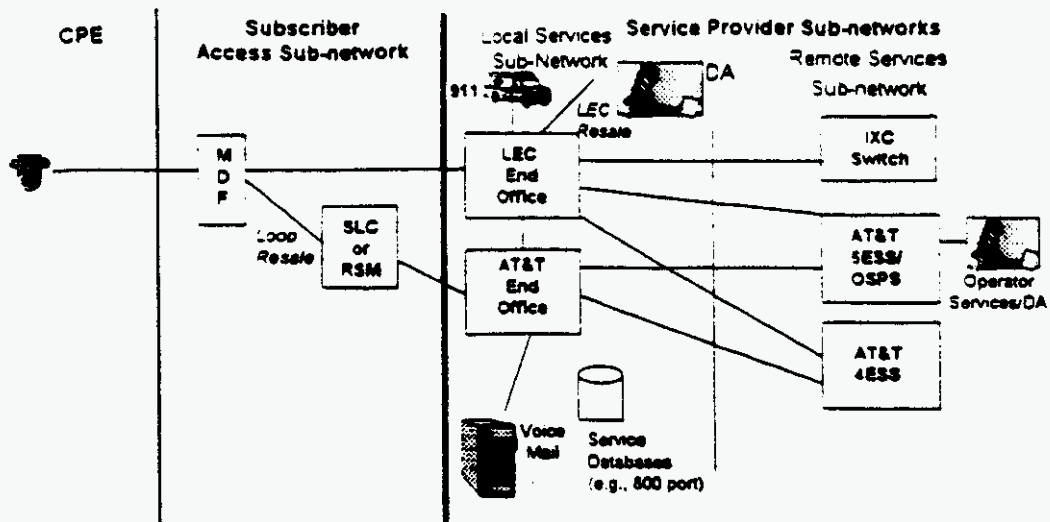 CPE
Subscriber
Access Sub-network
Service Provider Sub-networks
Local Services
Sub-Network
Remote Services
Sub-network
911
DA
LEC
Resale
M
D
F
LEC
End
Office
IXC
Switch
Loop
Resale
SLC
or
RSM
AT&T
End
Office
AT&T
5ESS/
OSPS
Operator
Services/DA
AT&T
4ESS
Voice
Mail
Service
Databases
(e.g., 800 port)